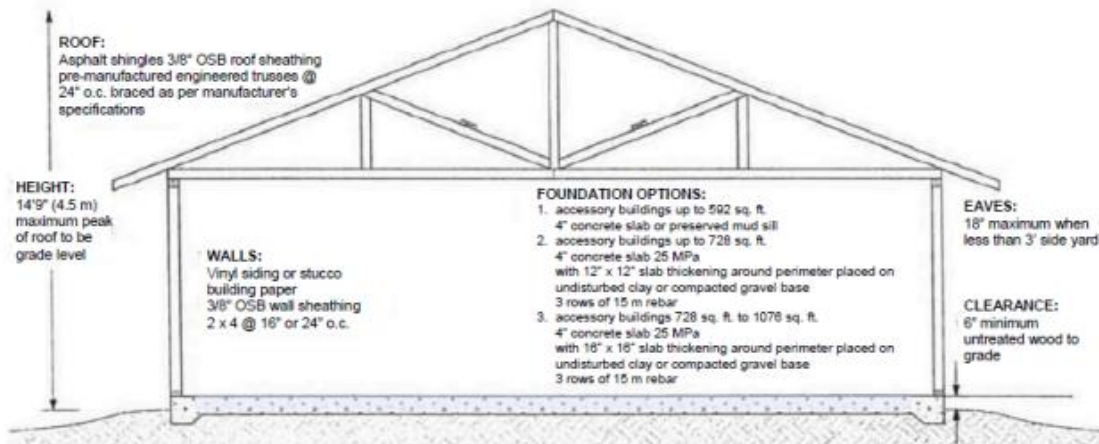 ROOF:
Asphalt shingles 3/8" OSB roof sheathing
pre-manufactured engineered trusses @
24" o.c. braced as per manufacturer's
specifications
HEIGHT:
14'9" (4.5 m)
maximum peak
of roof to be
grade level
WALLS:
Vinyl siding or stucco
building paper
3/8" OSB wall sheathing
2 x 4 @ 16" or 24" o.c.
FOUNDATION OPTIONS:
1. accessory buildings up to 592 sq. ft.
4" concrete slab or preserved mud sill
2. accessory buildings up to 728 sq. ft.
4" concrete slab 25 MPa
with 12" x 12" slab thickening around perimeter placed on
undisturbed clay or compacted gravel base
3 rows of 15 m rebar
3. accessory buildings 728 sq. ft. to 1076 sq. ft.
4" concrete slab 25 MPa
with 16" x 16" slab thickening around perimeter placed on
undisturbed clay or compacted gravel base
3 rows of 15 m rebar
EAVES:
18" maximum when
less than 3' side yard
CLEARANCE:
6" minimum
untreated wood to
grade